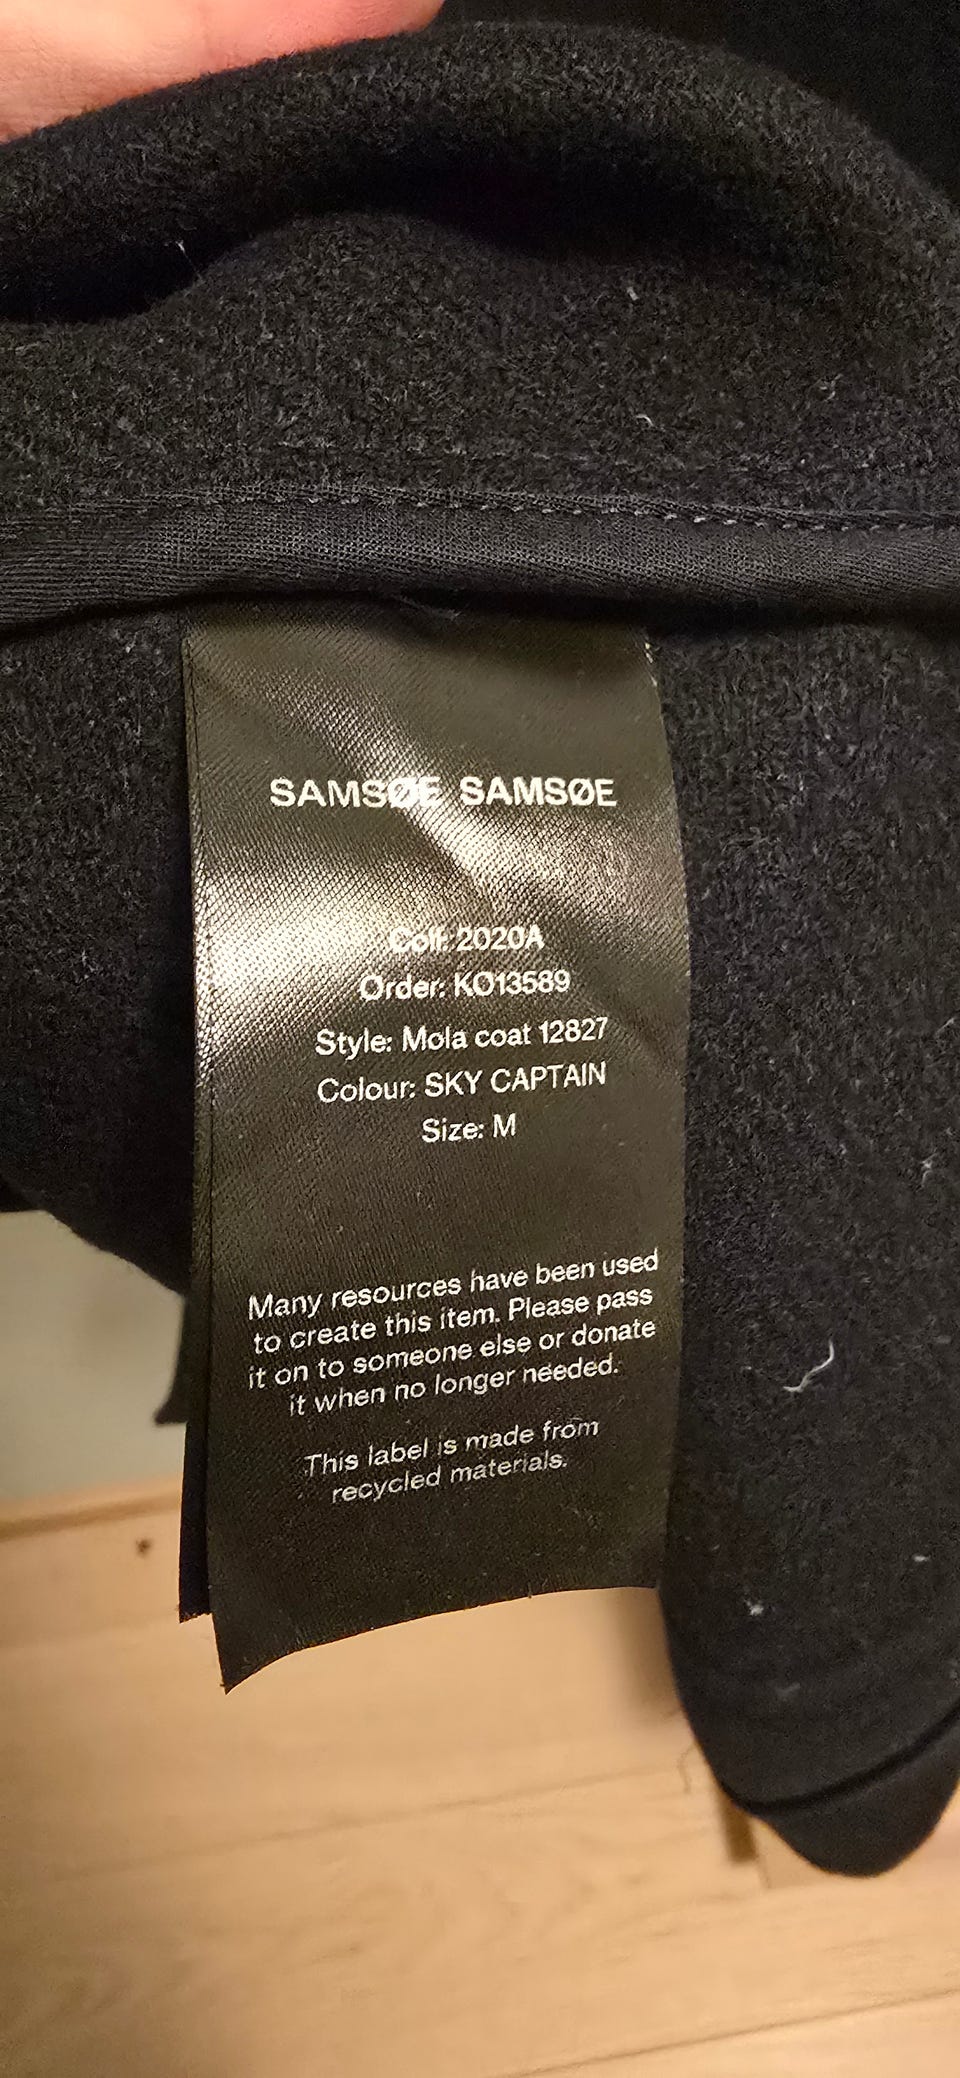 SAMSØE SAMSØE
Coll: 2020A
Order: KO13589
Style: Mola coat 12827
Colour: SKY CAPTAIN
Size: M
Many resources have been used
to create this item. Please pass
it on to someone else or donate
it when no longer needed.
This label is made from
recycled materials.